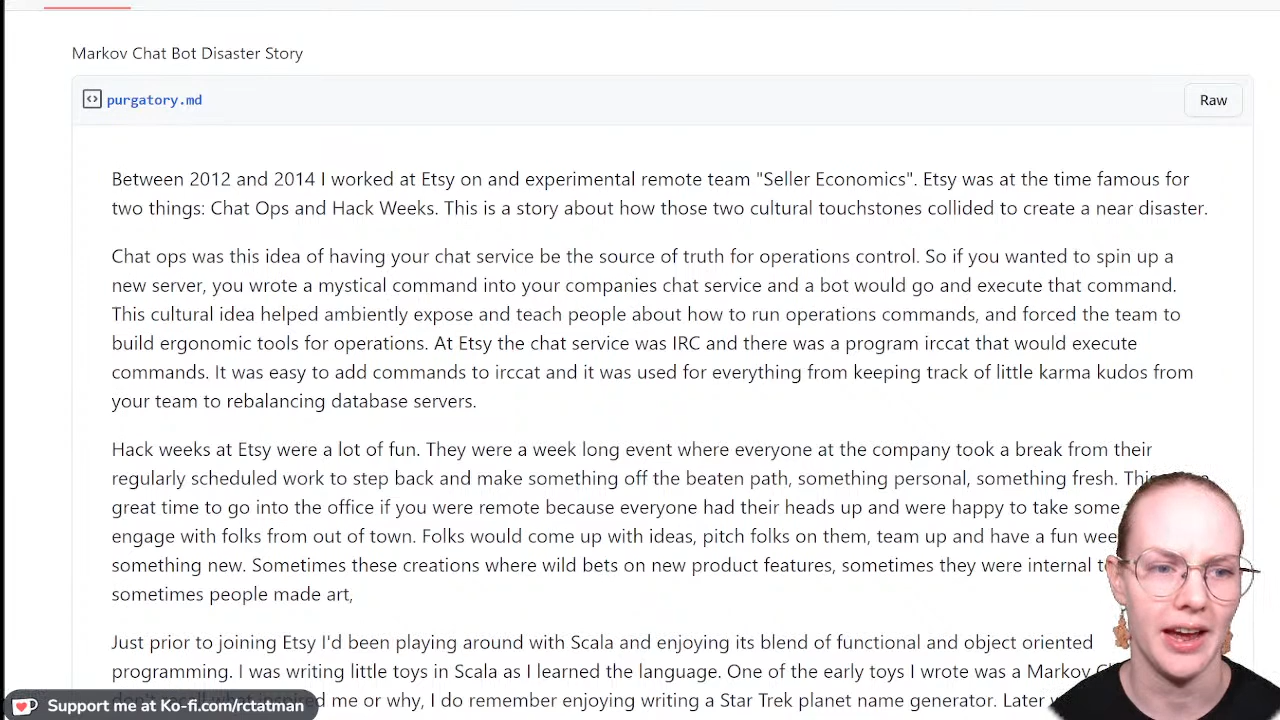 Markov Chat Bot Disaster Story
purgatory.md
Raw
Between 2012 and 2014 I worked at Etsy on and experimental remote team "Seller Economics". Etsy was at the time famous for
two things: Chat Ops and Hack Weeks. This is a story about how those two cultural touchstones collided to create a near disaster.
Chat ops was this idea of having your chat service be the source of truth for operations control. So if you wanted to spin up a
new server, you wrote a mystical command into your companies chat service and a bot would go and execute that command.
This cultural idea helped ambiently expose and teach people about how to run operations commands, and forced the team to
build ergonomic tools for operations. At Etsy the chat service was IRC and there was a program irccat that would execute
commands. It was easy to add commands to irccat and it was used for everything from keeping track of little karma kudos from
your team to rebalancing database servers.
Hack weeks at Etsy were a lot of fun. They were a week long event where everyone at the company took a break from their
regularly scheduled work to step back and make something off the beaten path, something personal, something fresh.
great time to go into the office if you were remote because everyone had their heads up and were happy to take some
engage with folks from out of town. Folks would come up with ideas, pitch folks on them, team up and have a fun
something new. Sometimes these creations where wild bets on new product features, sometimes they were internal
sometimes people made art,
Just prior to joining Etsy I'd been playing around with Scala and enjoying its blend of functional and object oriented
programming. I was writing little toys in Scala as I learned the language. One of the early toys I wrote was a Markov
me or why, I do remember enjoying writing a Star Trek planet name generator. Later
Support me at Ko-fi.com/rctatman